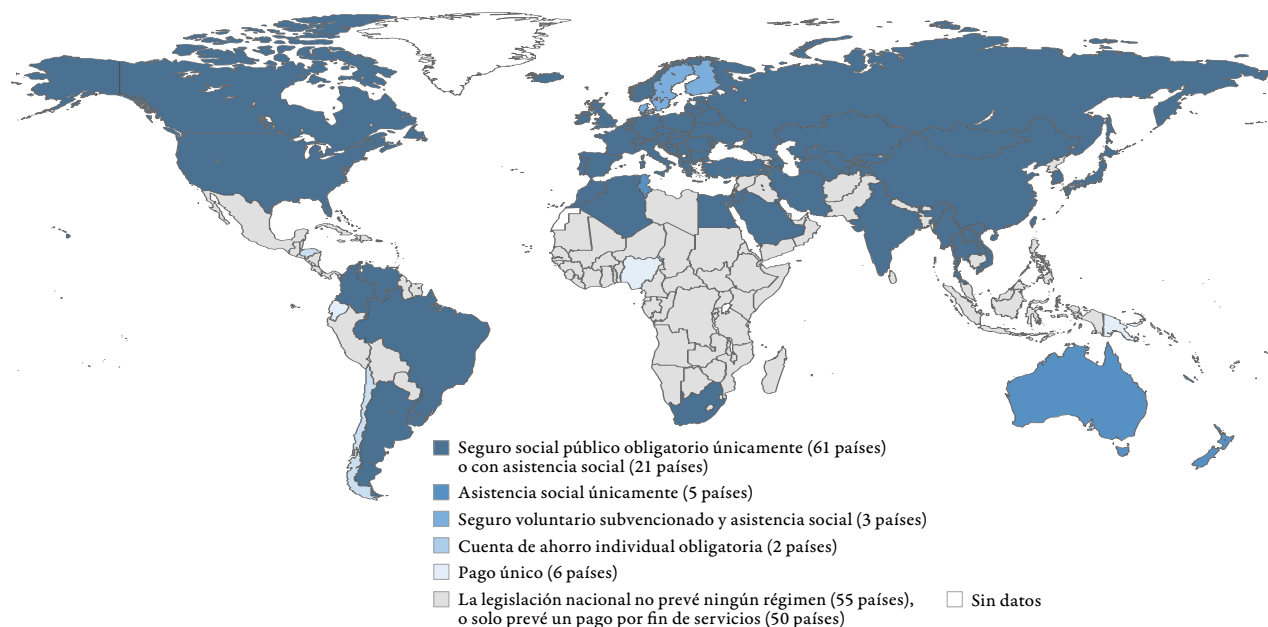 Seguro social público obligatorio únicamente (61 países)
o con asistencia social (21 países)
Asistencia social únicamente (5 países)
Seguro voluntario subvencionado y asistencia social (3 países)
Cuenta de ahorro individual obligatoria (2 países)
Pago único (6 países)
La legislación nacional no prevé ningún régimen (55 países),
o solo prevé un pago por fin de servicios (50 países)
Sin datos